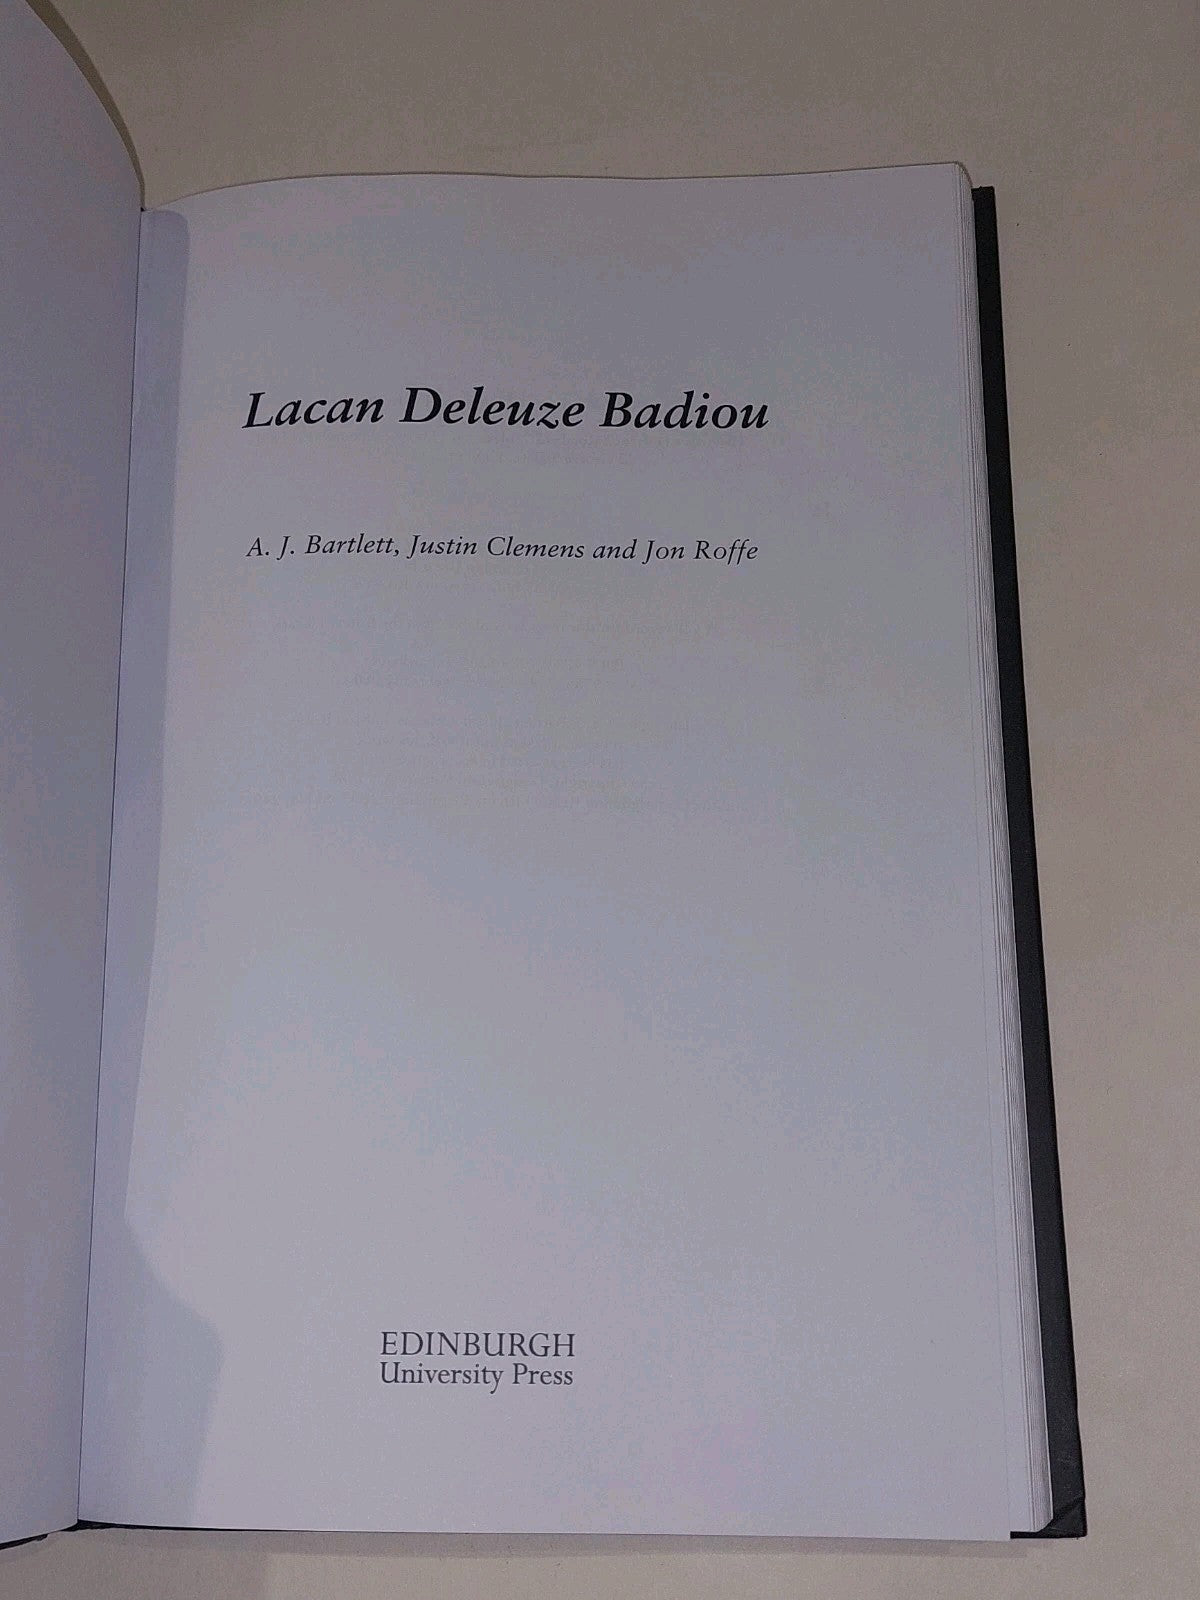 Lacan Deleuze Badiou
A. J. Bartlett, Justin Clemens and Jon Roffe
EDINBURGH
University Press